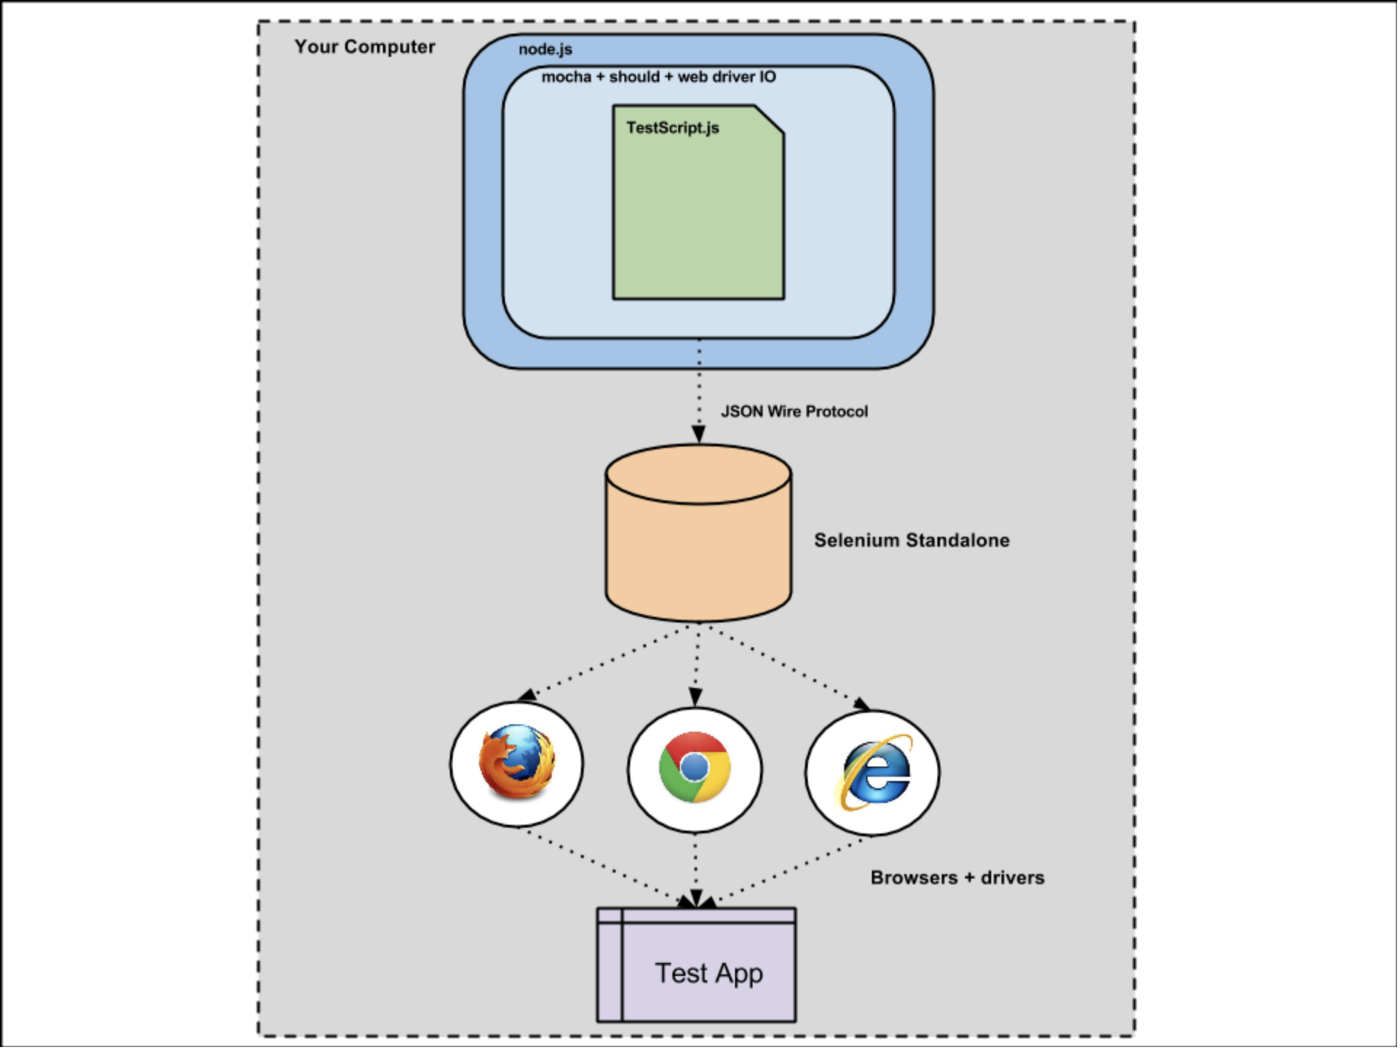 Your Computer
node.js
mocha + should + web driver IO
TestScript.js
JSON Wire Protocol
Selenium Standalone
Browsers + drivers
Test App